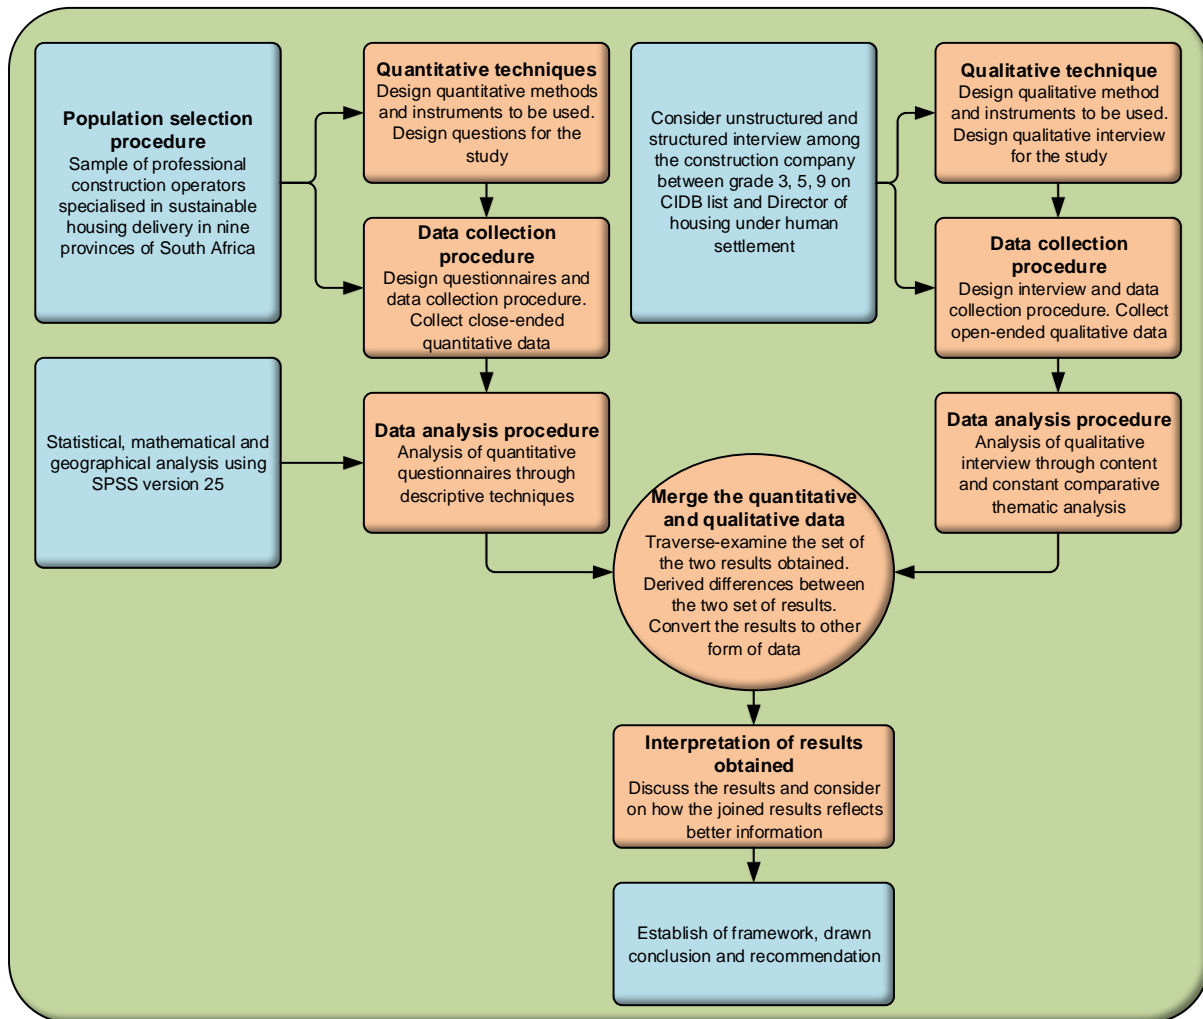 Population selection
procedure
Sample of professional
construction operators
specialised in sustainable
housing delivery in nine
provinces of South Africa
Quantitative techniques
Design quantitative methods
and instruments to be used.
Design questions for the
study
Consider unstructured and
structured interview among
the construction company
between grade 3, 5, 9 on
CIDB list and Director of
housing under human
settlement
Qualitative technique
Design qualitative method
and instruments to be used.
Design qualitative interview
for the study
Data collection
procedure
Design questionnaires and
data collection procedure.
Collect close-ended
quantitative data
Data collection
procedure
Design interview and data
collection procedure. Collect
open-ended qualitative data
Statistical, mathematical and
geographical analysis using
SPSS version 25
Data analysis procedure
Analysis of quantitative
questionnaires through
descriptive techniques
Data analysis procedure
Analysis of qualitative
interview through content
and constant comparative
thematic analysis
Merge the quantitative
and qualitative data
Traverse-examine the set of
the two results obtained.
Derived differences between
the two set of results.
Convert the results to other
form of data
Interpretation of results
obtained
Discuss the results and consider
on how the joined results reflects
better information
Establish of framework, drawn
conclusion and recommendation